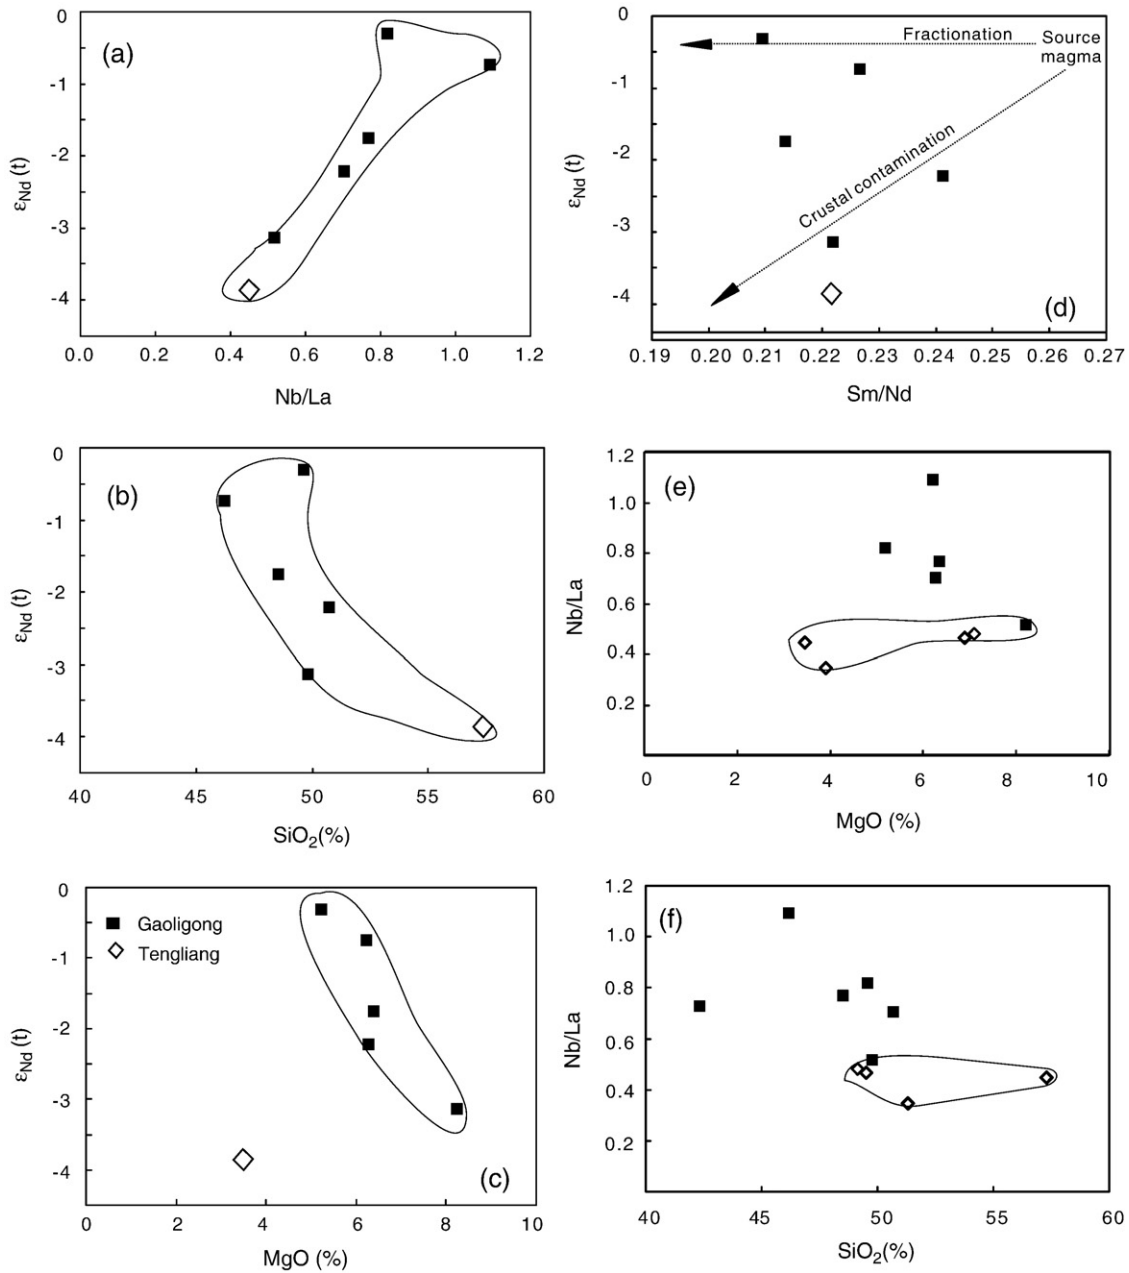 (a)
0
-1
-2
-3
-4
εNd (t)
0.0 0.2 0.4 0.6 0.8 1.0 1.2
Nb/La
(d)
0
-1
-2
-3
-4
εNd (t)
Fractionation
Source
magma
Crustal contamination
0.19 0.20 0.21 0.22 0.23 0.24 0.25 0.26 0.27
Sm/Nd
(b)
0
-1
-2
-3
-4
εNd (t)
40 45 50 55 60
SiO2(%)
(e)
1.2
1.0
0.8
0.6
0.4
0.2
Nb/La
0 2 4 6 8 10
MgO (%)
(c)
0
-1
-2
-3
-4
εNd (t)
Gaoligong
Tengliang
0 2 4 6 8 10
MgO (%)
(f)
1.2
1.0
0.8
0.6
0.4
0.2
Nb/La
40 45 50 55 60
SiO2(%)